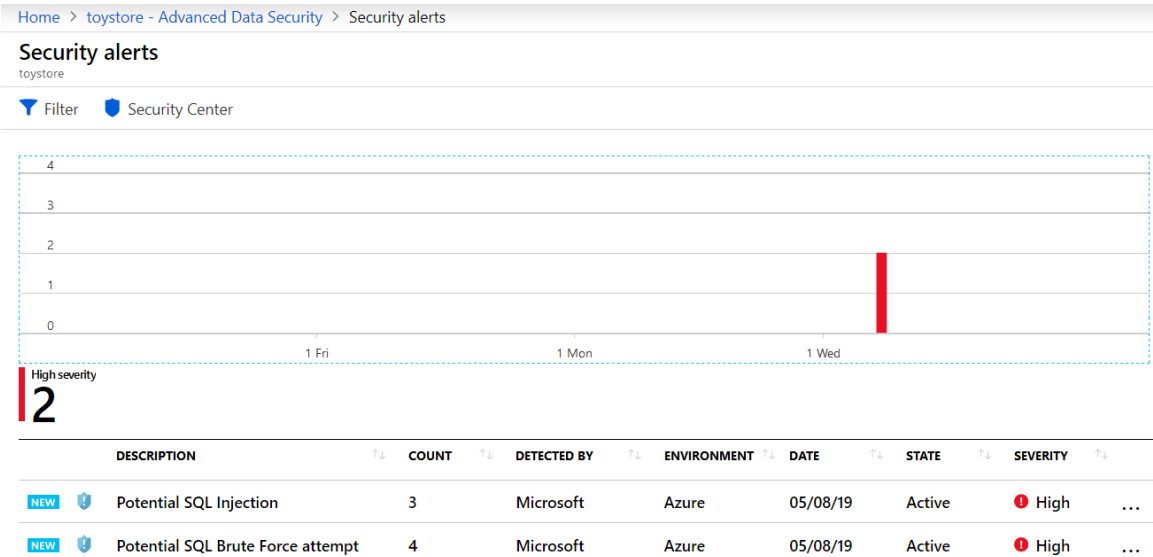 Home > toystore - Advanced Data Security > Security alerts
Security alerts
toystore
Filter Security Center
4
3
2
1
0
1 Fri 1 Mon 1 Wed
High severity
2
DESCRIPTION COUNT DETECTED BY ENVIRONMENT DATE STATE SEVERITY
NEW Potential SQL Injection 3 Microsoft Azure 05/08/19 Active High ...
NEW Potential SQL Brute Force attempt 4 Microsoft Azure 05/08/19 Active High ...